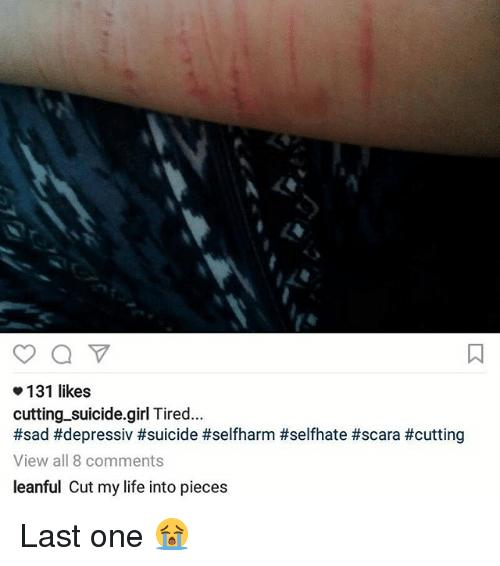 131 likes
cutting_suicide.girl Tired...
#sad #depressiv #suicide #selfharm #selfhate #scara #cutting
View all 8 comments
leanful Cut my life into pieces
Last one 😭